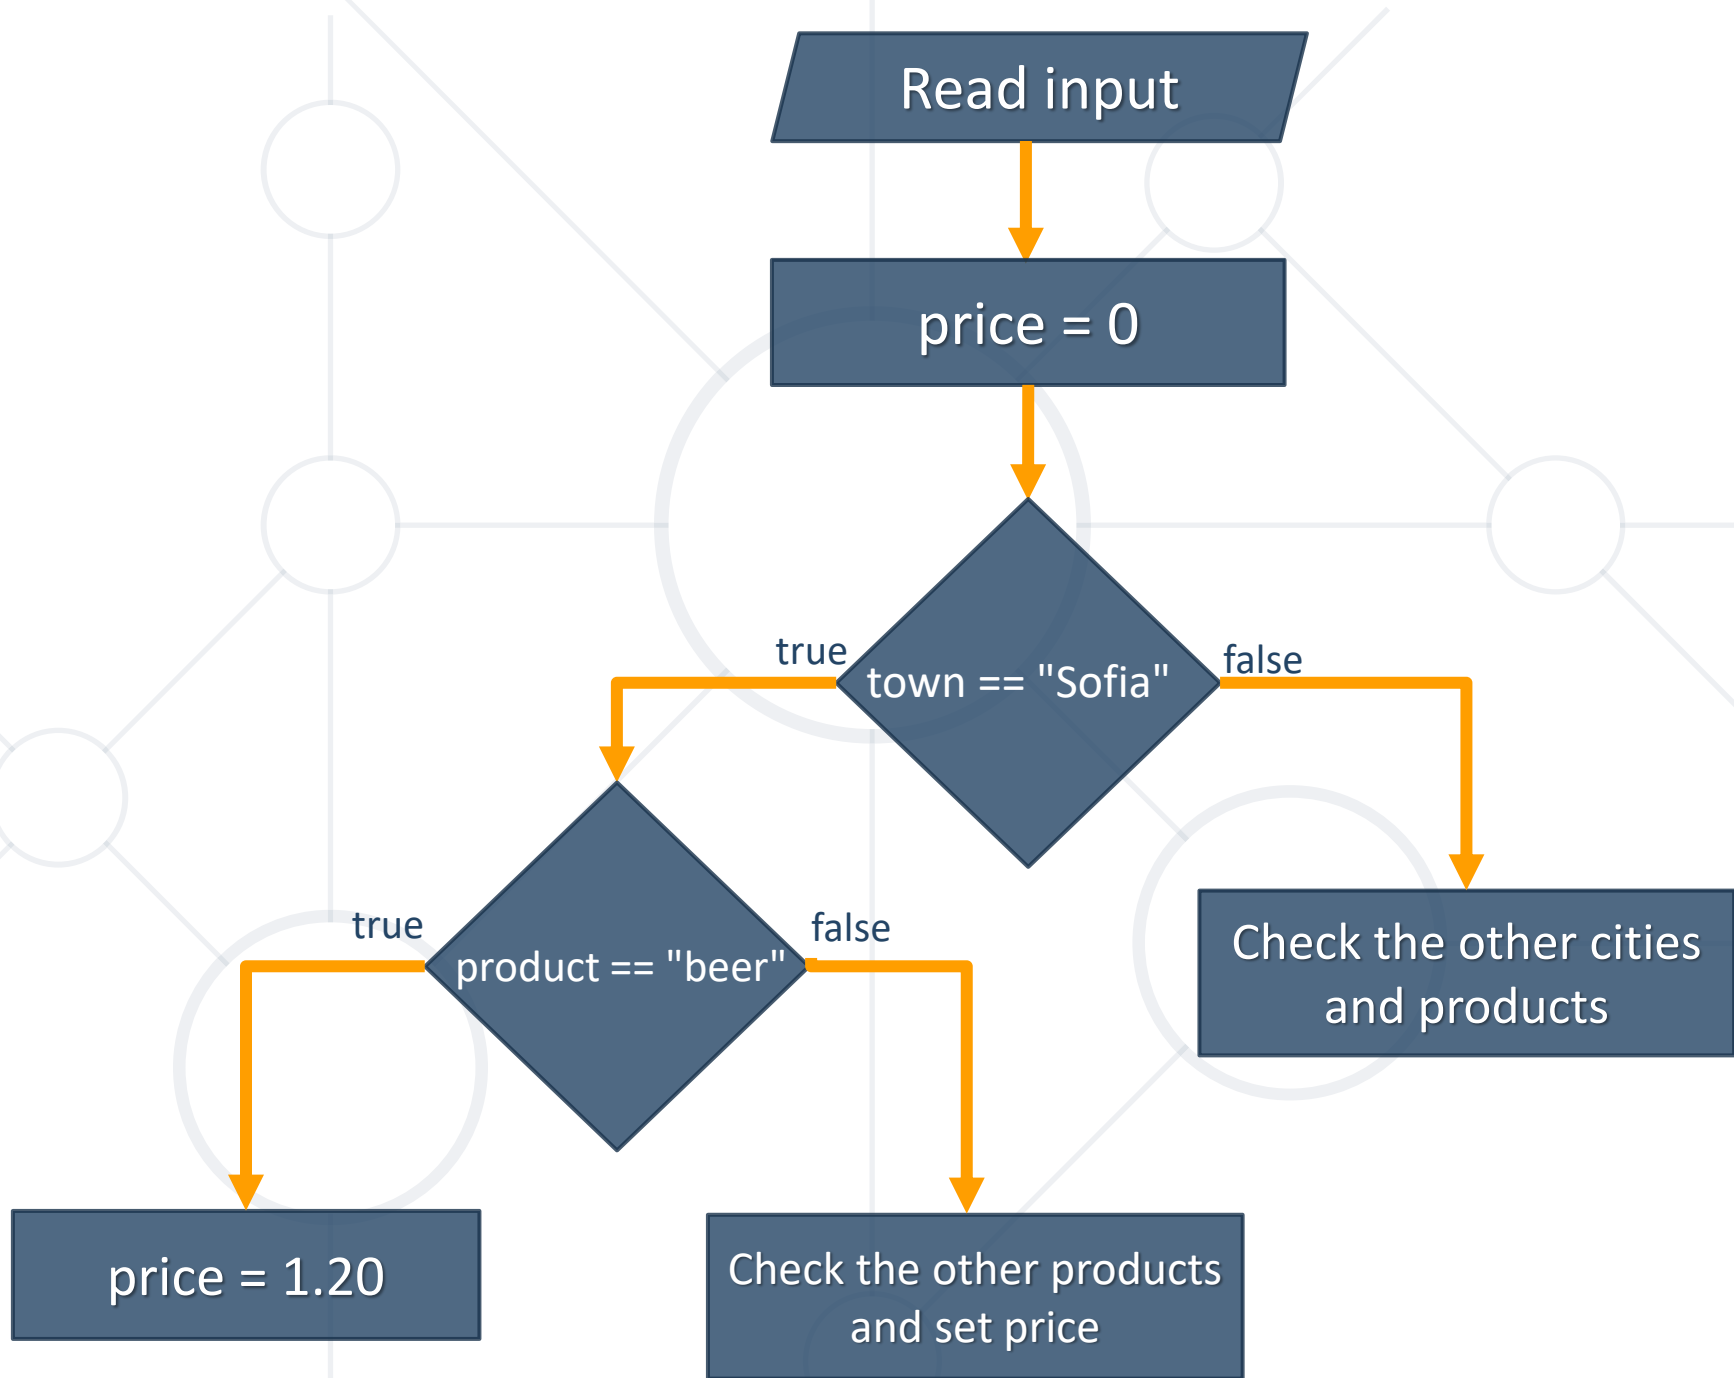 Read input
price = 0
true
town == "Sofia"
false
true
product == "beer"
false
Check the other cities
and products
price = 1.20
Check the other products
and set price